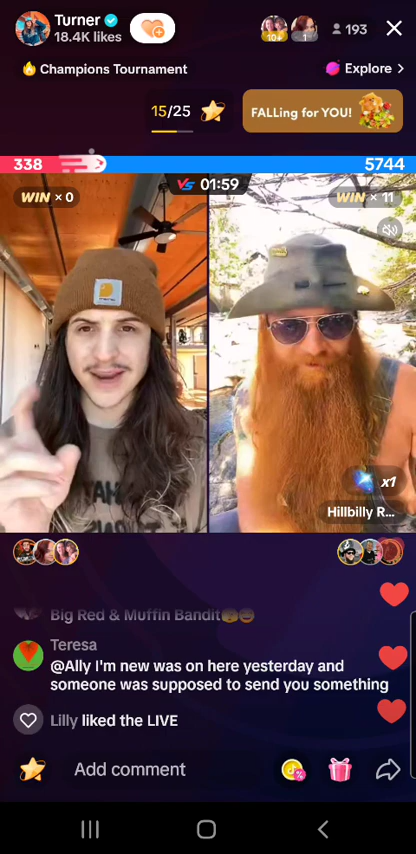 Turner
18.4K likes
10+
1
193
Champions Tournament
Explore >
15/25
FALLing for YOU!
338
5744
VS 01:59
WIN x 0
WIN x 11
x1
Hillbilly R...
Big Red & Muffin Bandit
Teresa
@Ally I'm new was on here yesterday and
someone was supposed to send you something
Lilly liked the LIVE
Add comment